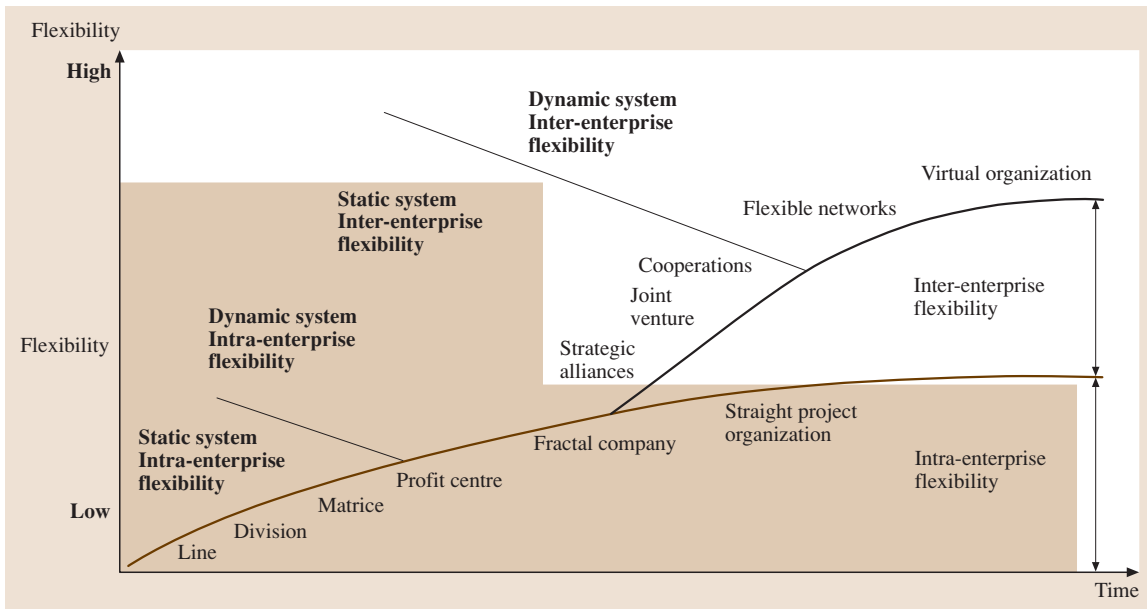 Flexibility
High
Dynamic system
Inter-enterprise
flexibility
Virtual organization
Static system
Inter-enterprise
flexibility
Flexible networks
Cooperations
Joint
venture
Inter-enterprise
flexibility
Dynamic system
Intra-enterprise
flexibility
Flexibility
Strategic
alliances
Straight project
organization
Static system
Intra-enterprise
flexibility
Fractal company
Intra-enterprise
flexibility
Profit centre
Matrice
Low
Division
Line
Time